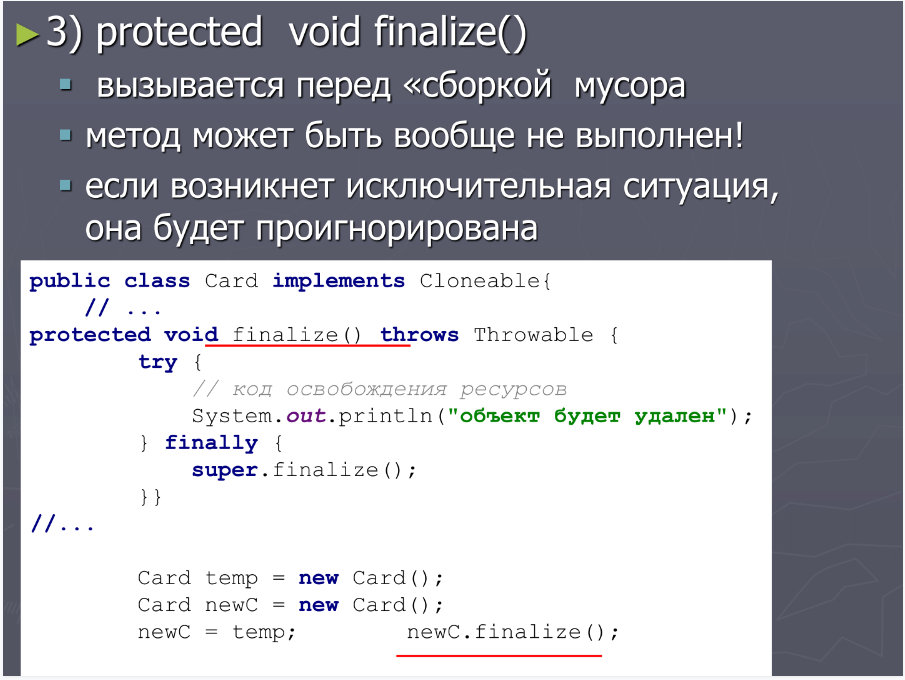 3) protected void finalize()
вызывается перед «сборкой мусора
метод может быть вообще не выполнен!
если возникнет исключительная ситуация,
она будет проигнорирована
public class Card implements Cloneable{
// ...
protected void finalize() throws Throwable {
try {
// код освобождения ресурсов
System.out.println("объект будет удален");
} finally {
super.finalize();
}}
//...
Card temp = new Card();
Card newC = new Card();
newC = temp; newC.finalize();